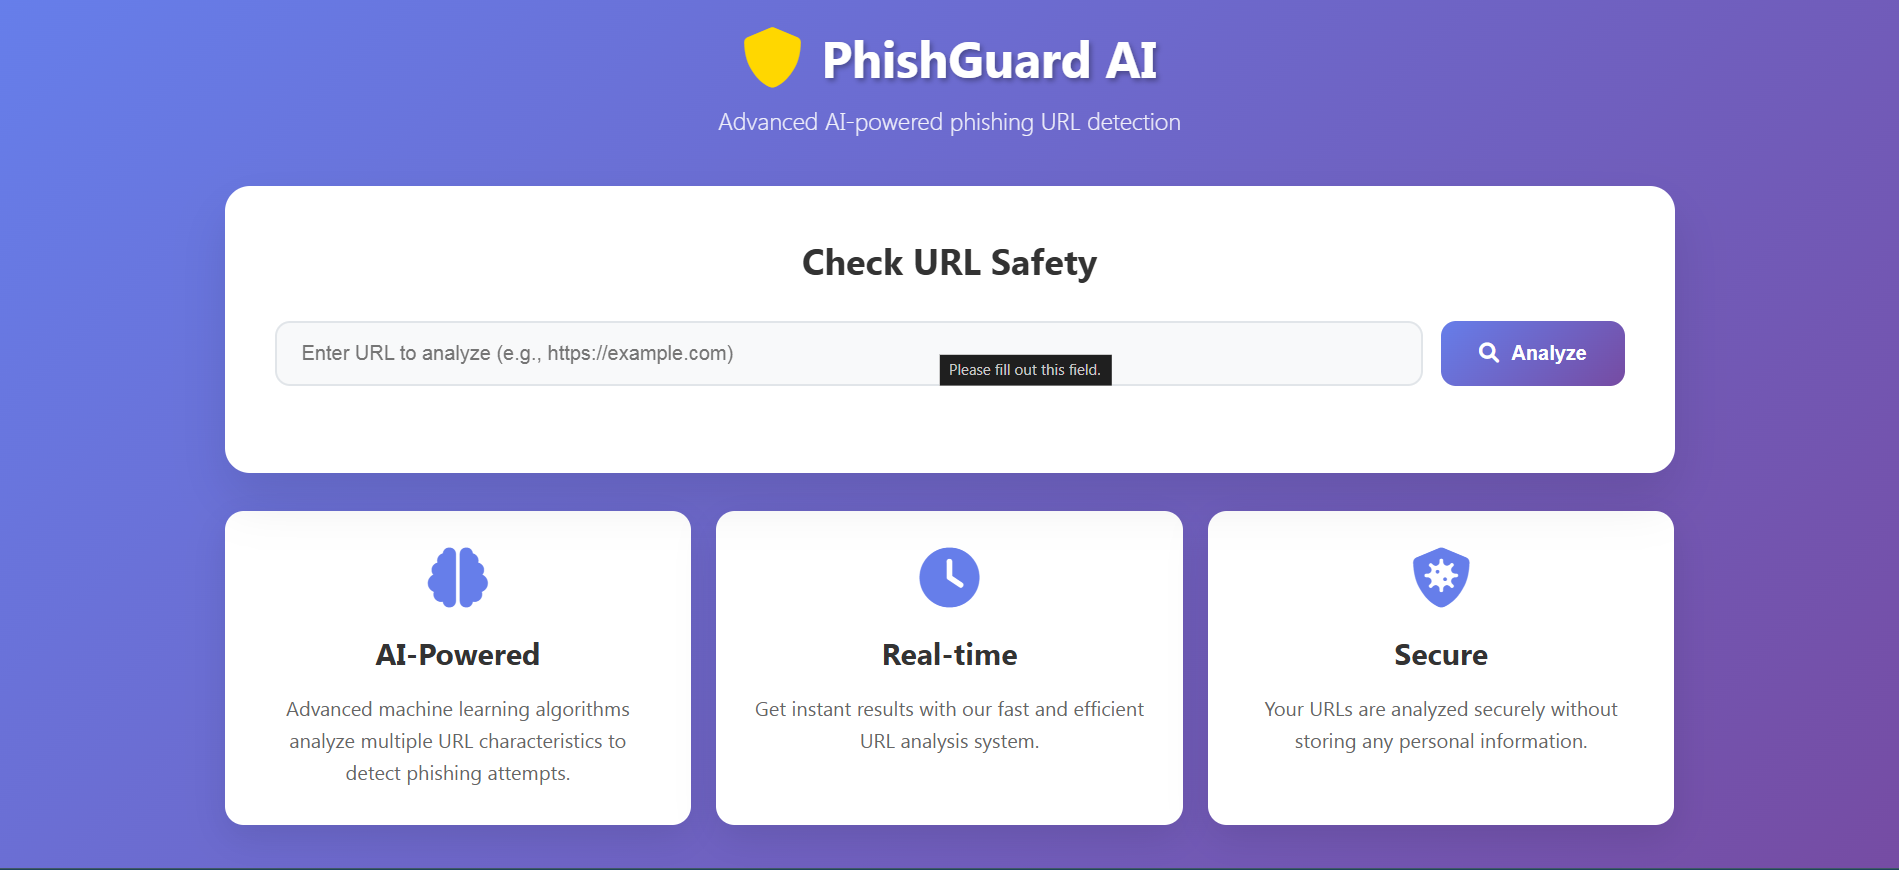 PhishGuard AI
Advanced AI-powered phishing URL detection
Check URL Safety
Enter URL to analyze (e.g., https://example.com)
Please fill out this field.
Analyze
AI-Powered
Advanced machine learning algorithms
analyze multiple URL characteristics to
detect phishing attempts.
Real-time
Get instant results with our fast and efficient
URL analysis system.
Secure
Your URLs are analyzed securely without
storing any personal information.